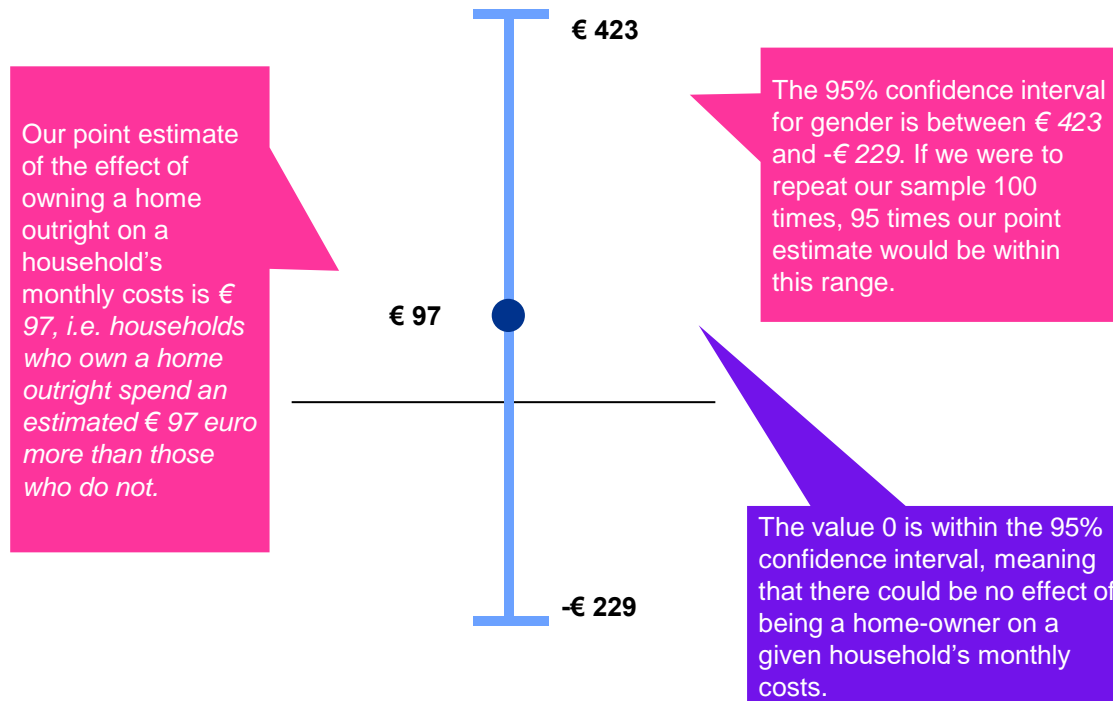 € 423
Our point estimate
of the effect of
owning a home
outright on a
household's
monthly costs is €
97, i.e. households
who own a home
outright spend an
estimated € 97 euro
more than those
who do not.
The 95% confidence interval
for gender is between € 423
and -€ 229. If we were to
repeat our sample 100
times, 95 times our point
estimate would be within
this range.
€ 97
The value 0 is within the 95%
confidence interval, meaning
that there could be no effect of
being a home-owner on a
given household's monthly
costs.
-€ 229